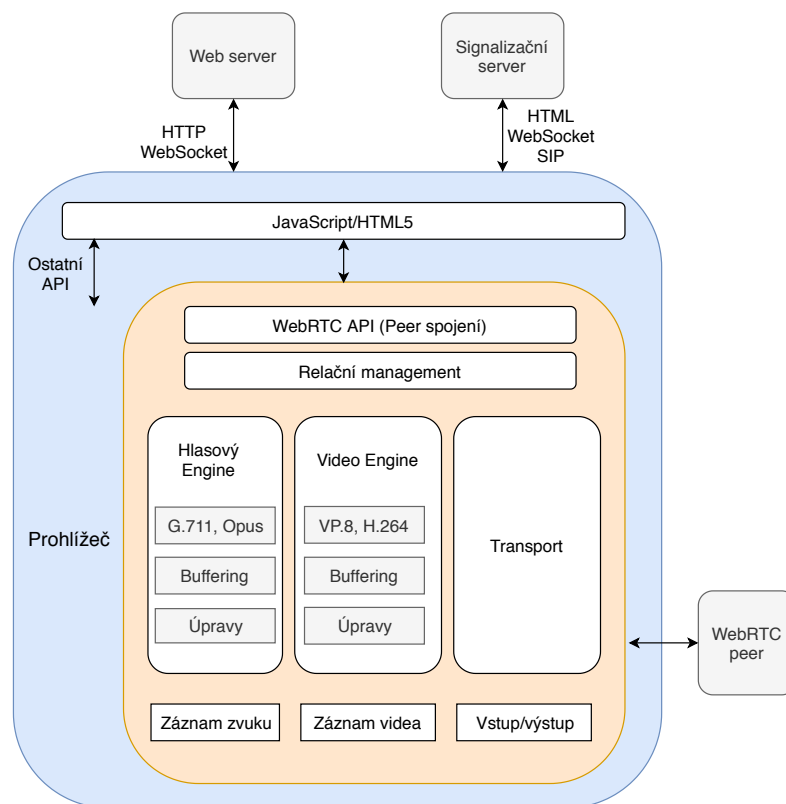 Web server
Signalizační
server
HTTP
WebSocket
HTML
WebSocket
SIP
JavaScript/HTML5
Ostatní
API
WebRTC API (Peer spojení)
Relační management
Hlasový
Engine
Video Engine
G.711, Opus
VP.8, H.264
Prohlížeč
Transport
Buffering
Buffering
Úpravy
Úpravy
WebRTC
peer
Záznam zvuku
Záznam videa
Vstup/výstup